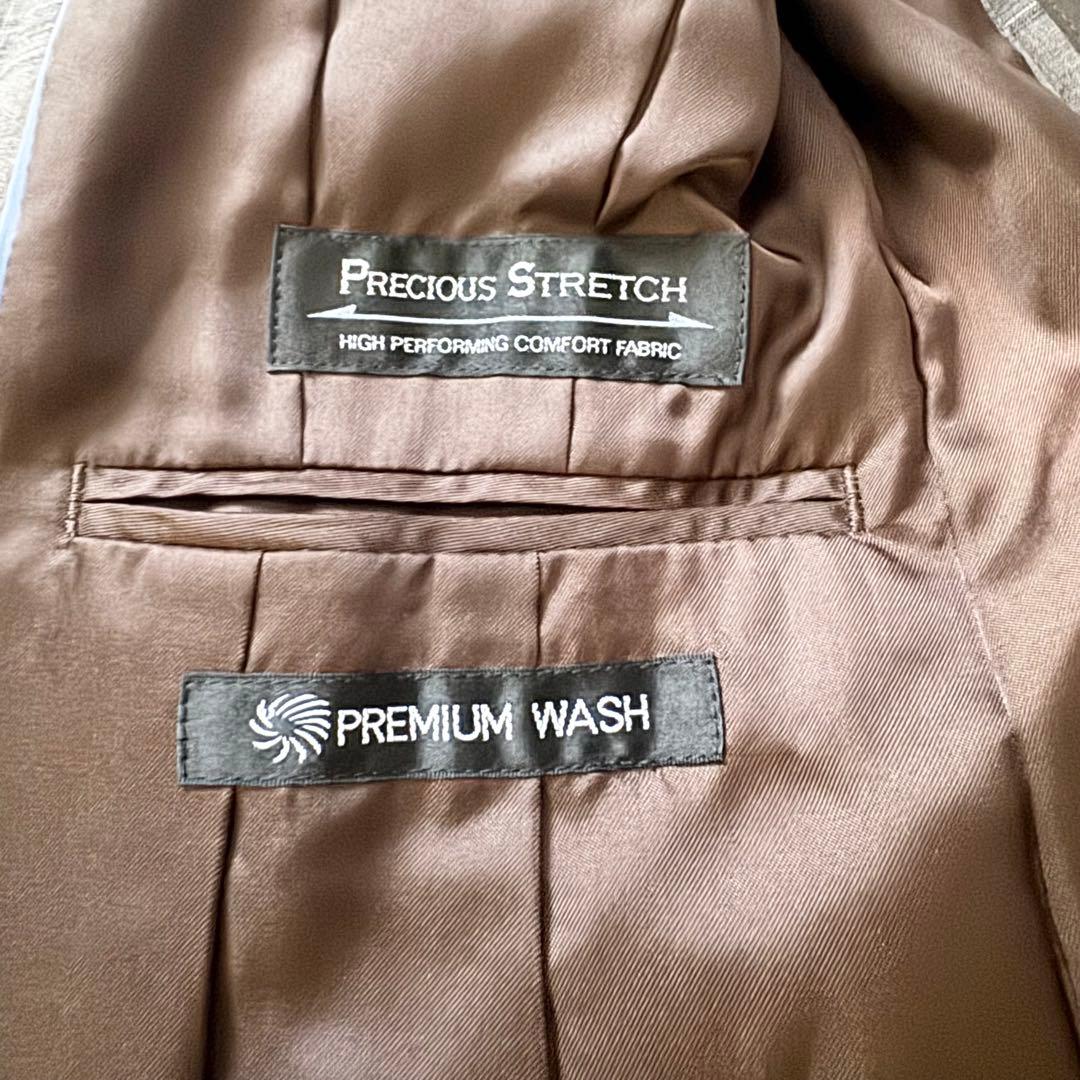 PRECIOUS STRETCH
HIGH PERFORMING COMFORT FABRIC
PREMIUM WASH